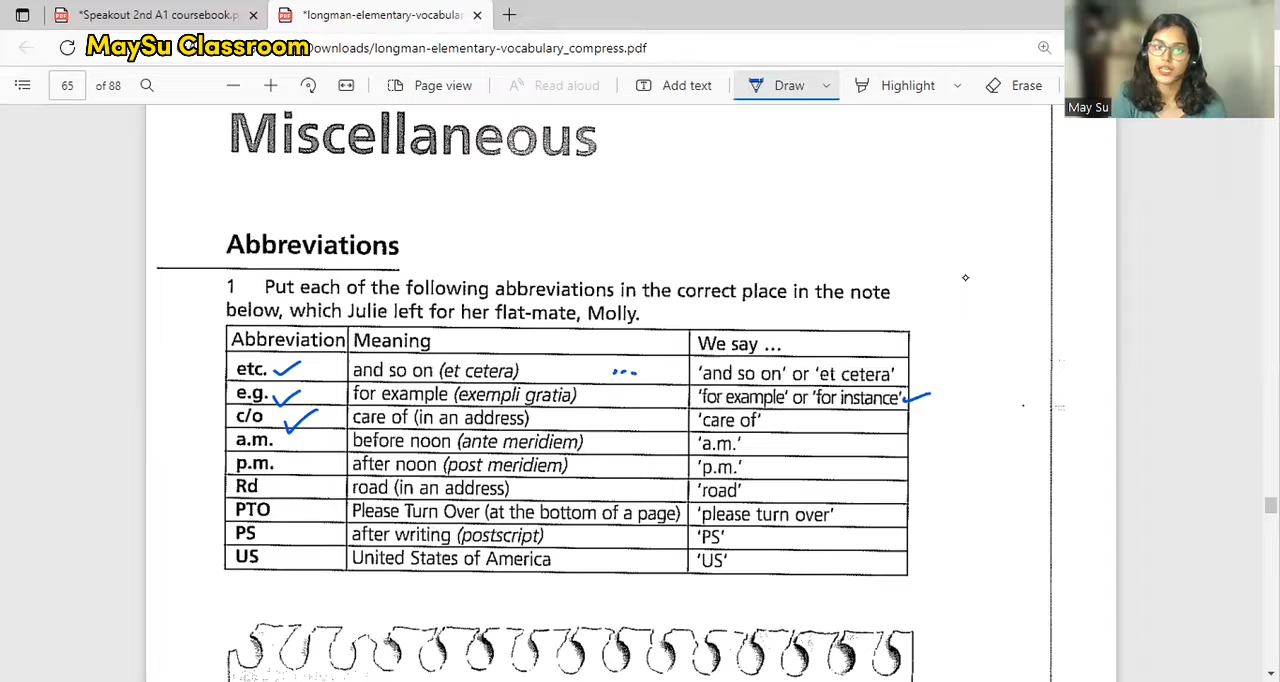 *Speakout 2nd A1 coursebook.p
*longman-elementary-vocabular
MaySu Classroom
Downloads/longman-elementary-vocabulary_compress.pdf
65 of 88
Page view
Read aloud
Add text
Draw
Highlight
Erase
May Su
Miscellaneous
Abbreviations
1 Put each of the following abbreviations in the correct place in the note
below, which Julie left for her flat-mate, Molly.
Abbreviation Meaning We say ...
etc. and so on (et cetera) ... 'and so on' or 'et cetera'
e.g. for example (exempli gratia) 'for example' or 'for instance'
c/o care of (in an address) 'care of'
a.m. before noon (ante meridiem) 'a.m.'
p.m. after noon (post meridiem) 'p.m.'
Rd road (in an address) 'road'
PTO Please Turn Over (at the bottom of a page) 'please turn over'
PS after writing (postscript) 'PS'
US United States of America 'US'